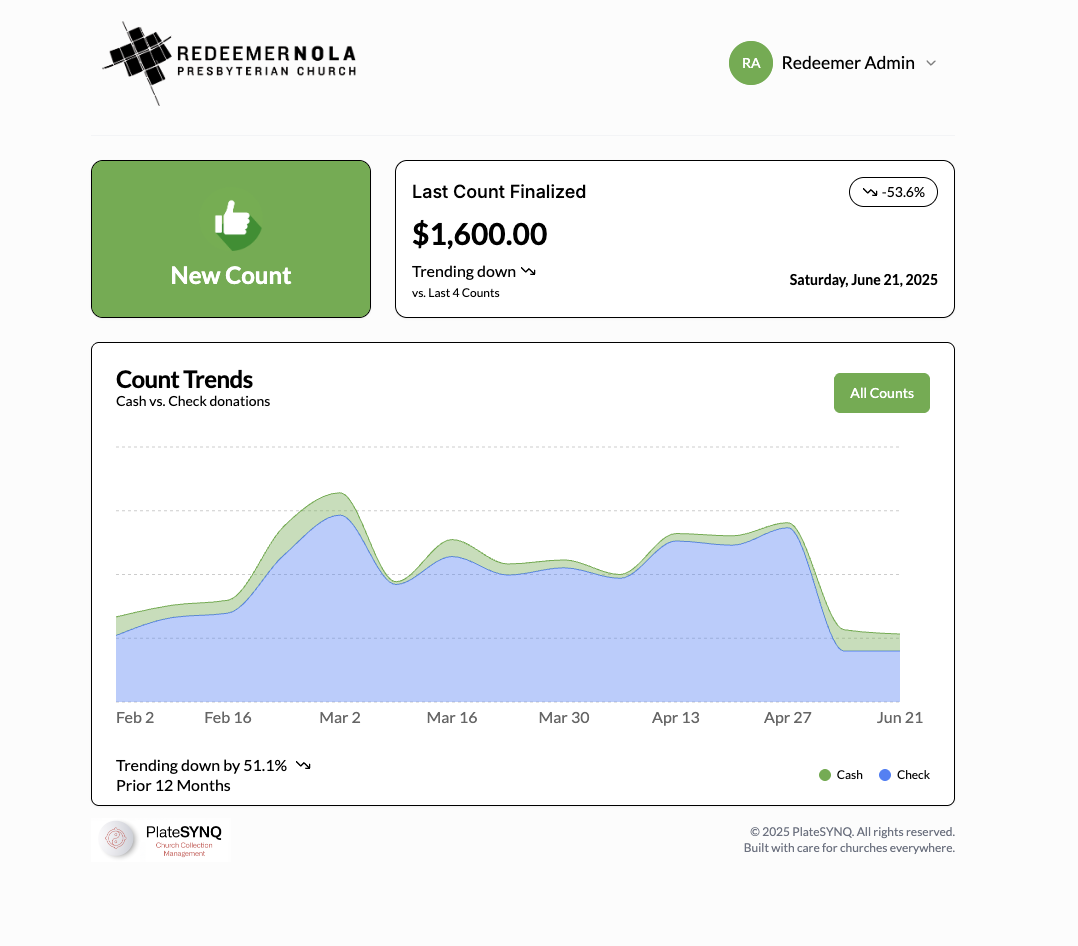 REDEEMERNOLA
PRESBYTERIAN CHURCH
RA Redeemer Admin
New Count
Last Count Finalized
-53.6%
$1,600.00
Trending down
vs. Last 4 Counts
Saturday, June 21, 2025
Count Trends
Cash vs. Check donations
All Counts
Feb 2 Feb 16 Mar 2 Mar 16 Mar 30 Apr 13 Apr 27 Jun 21
Trending down by 51.1%
Prior 12 Months
Cash Check
PlateSYNQ
Church Collection
Management
© 2025 PlateSYNQ. All rights reserved.
Built with care for churches everywhere.